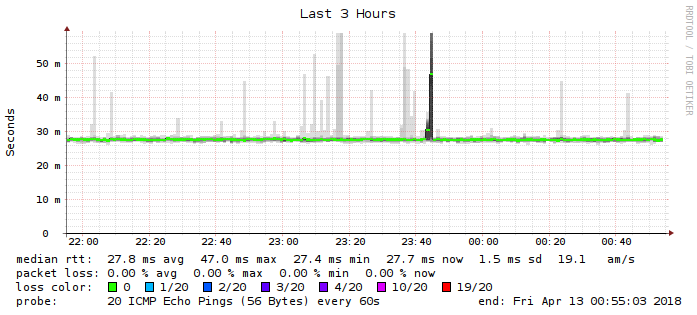 Last 3 Hours
RRDTOOL / TOBI OETIKER
Seconds
50 m
40 m
30 m
20 m
10 m
0
22:00 22:20 22:40 23:00 23:20 23:40 00:00 00:20 00:40
median rtt: 27.8 ms avg 47.0 ms max 27.4 ms min 27.7 ms now 1.5 ms sd 19.1 am/s
packet loss: 0.00 % avg 0.00 % max 0.00 % min 0.00 % now
loss color: 0 1/20 2/20 3/20 4/20 10/20 19/20
probe: 20 ICMP Echo Pings (56 Bytes) every 60s end: Fri Apr 13 00:55:03 2018